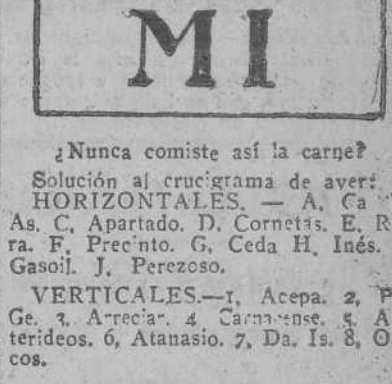 MI
¿Nunca comiste así la carne?
Solución al crucigrama de ayer:
HORIZONTALES. — A, Ca
As. C, Apartado. D. Cornetas. E. R
ra. F, Precinto. G, Ceda H, Inés.
Gasoil. J, Perezoso.
VERTICALES.—1, Acepa. 2, P
Ge. 3, Arreciar. 4 5, A
terideos. 6, Atanasio. 7, Da. Is. 8, O
cos.